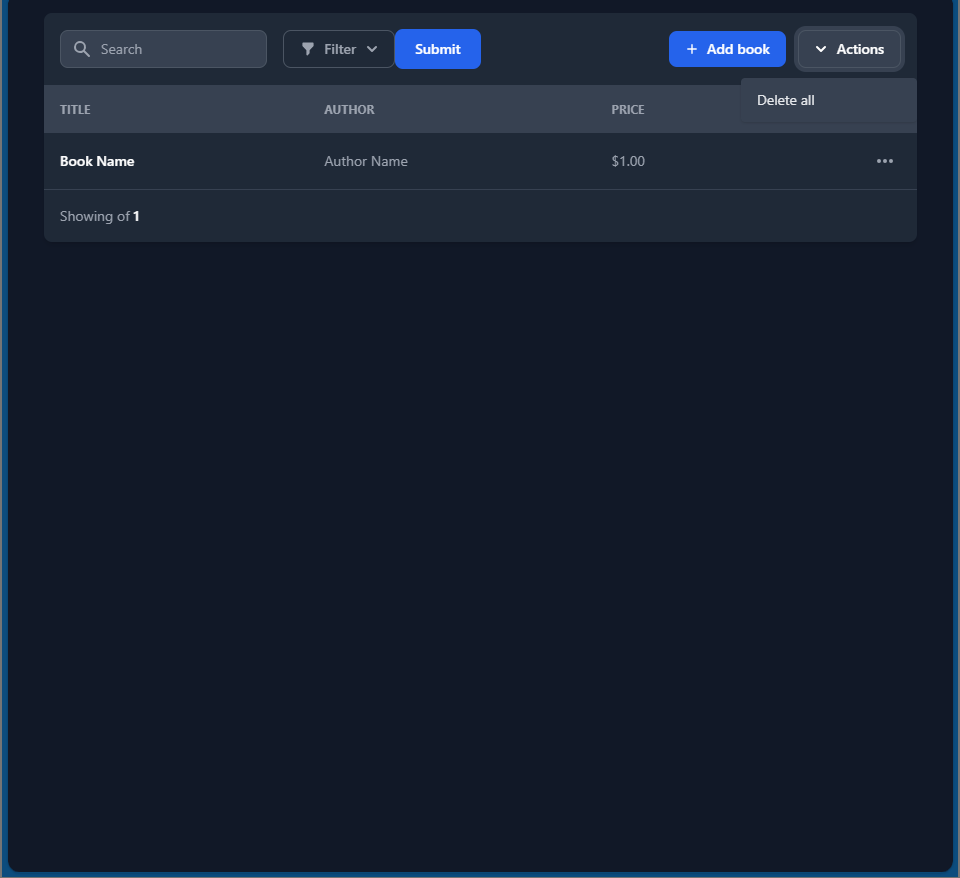 Search Filter Submit + Add book Actions
Delete all
TITLE AUTHOR PRICE
Book Name Author Name $1.00
Showing of 1